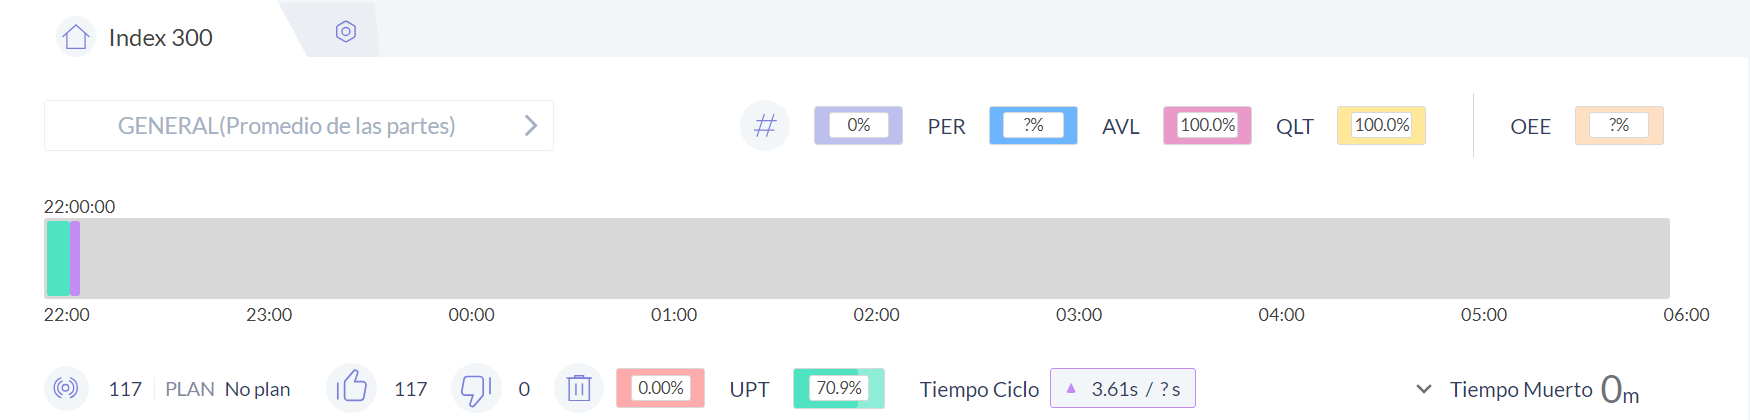 Index 300
GENERAL(Promedio de las partes)
# 0% PER ?% AVL 100.0% QLT 100.0% OEE ?%
22:00:00
22:00 23:00 00:00 01:00 02:00 03:00 04:00 05:00 06:00
117 PLAN No plan 117 0 0.00% UPT 70.9% Tiempo Ciclo 3.61s / ? s Tiempo Muerto 0m